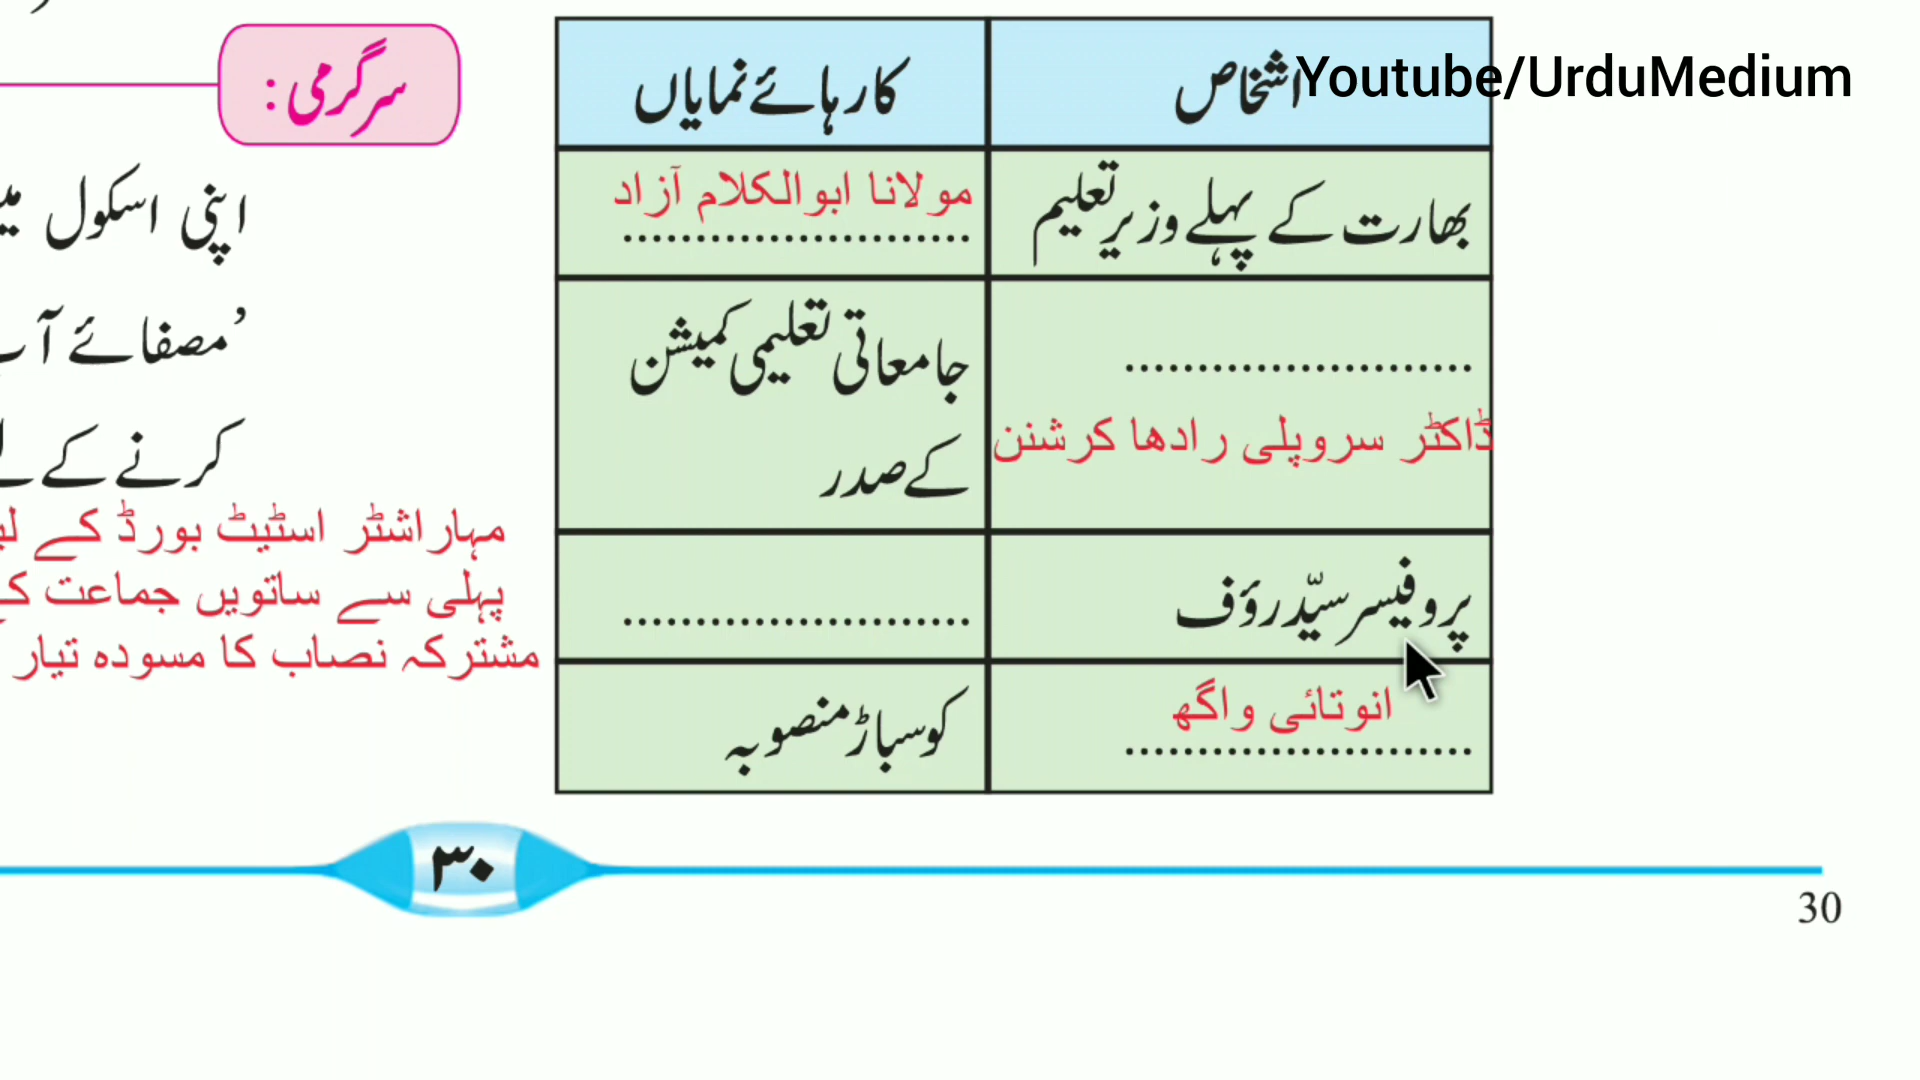 Youtube/UrduMedium
اشخاص
کارہائے نمایاں
بھارت کے پہلے وزیر تعلیم
مولانا ابوالکلام آزاد
........................
........................
ڈاکٹر سروپلی رادھا کرشنن
جامعاتی تعلیمی کمیشن
کے صدر
پروفیسر سیّد رؤف
........................
انوتائی واگھ
........................
کوسباڑ منصوبہ
سرگرمی :
اپنی اسکول
’مصفائے
کرنے کے
مہاراشٹر اسٹیٹ بورڈ کے
پہلی سے ساتویں جماعت
مشترکہ نصاب کا مسودہ تیار
۳۰
30